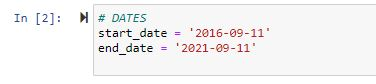 In [2]:
# DATES
start_date = '2016-09-11'
end_date = '2021-09-11'